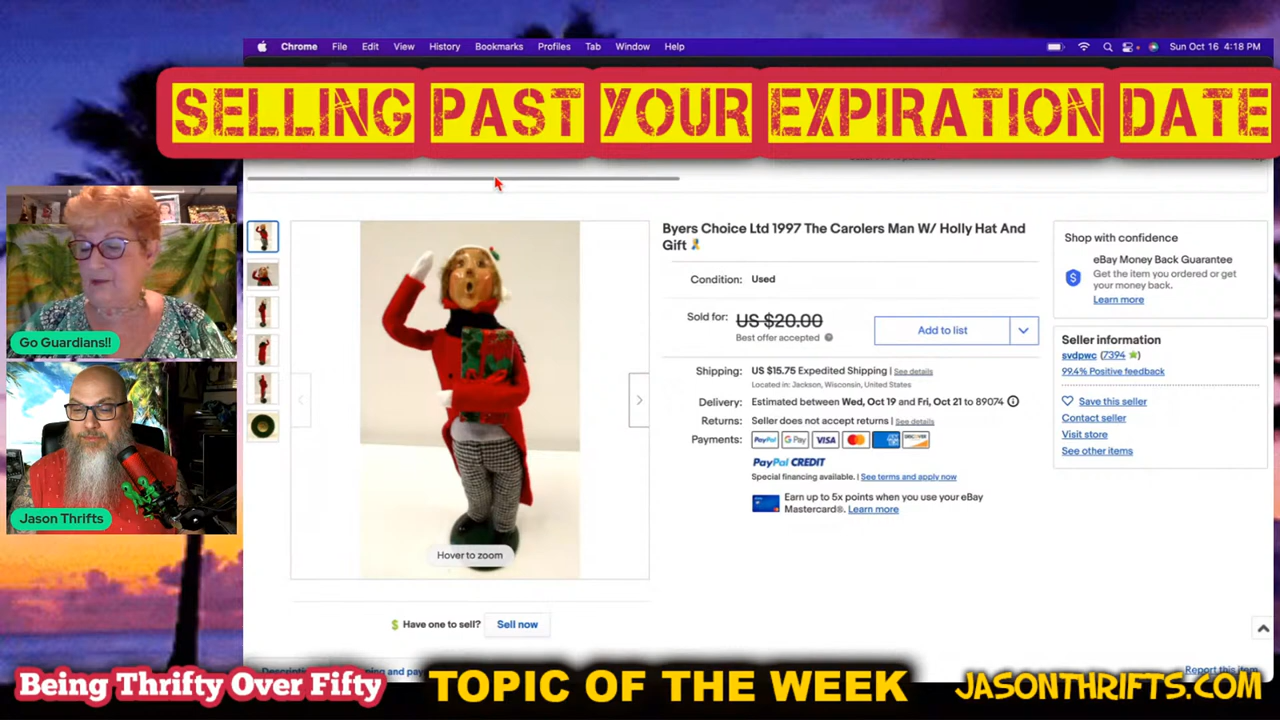 Chrome File Edit View History Bookmarks Profiles Tab Window Help Sun Oct 16 4:18 PM
SELLING PAST YOUR EXPIRATION DATE
Go Guardians!!
Jason Thrifts
Byers Choice Ltd 1997 The Carolers Man W/ Holly Hat And
Gift
Condition: Used
Sold for: US $20.00
Best offer accepted
Add to list
Shipping: US $15.75 Expedited Shipping | See details
Located in: Jackson, Wisconsin, United States
Delivery: Estimated between Wed, Oct 19 and Fri, Oct 21 to 89074
Returns: Seller does not accept returns | See details
Payments: PayPal G Pay VISA DISCOVER
PayPal CREDIT
Special financing available. | See terms and apply now
Earn up to 5x points when you use your eBay
Mastercard®. Learn more
Shop with confidence
eBay Money Back Guarantee
Get the item you ordered or get
your money back.
Learn more
Seller information
svdpwc (7394)
99.4% Positive feedback
Save this seller
Contact seller
Visit store
See other items
Hover to zoom
Have one to sell? Sell now
Report this item
Being Thrifty Over Fifty
TOPIC OF THE WEEK
JASONTHRIFTS.COM